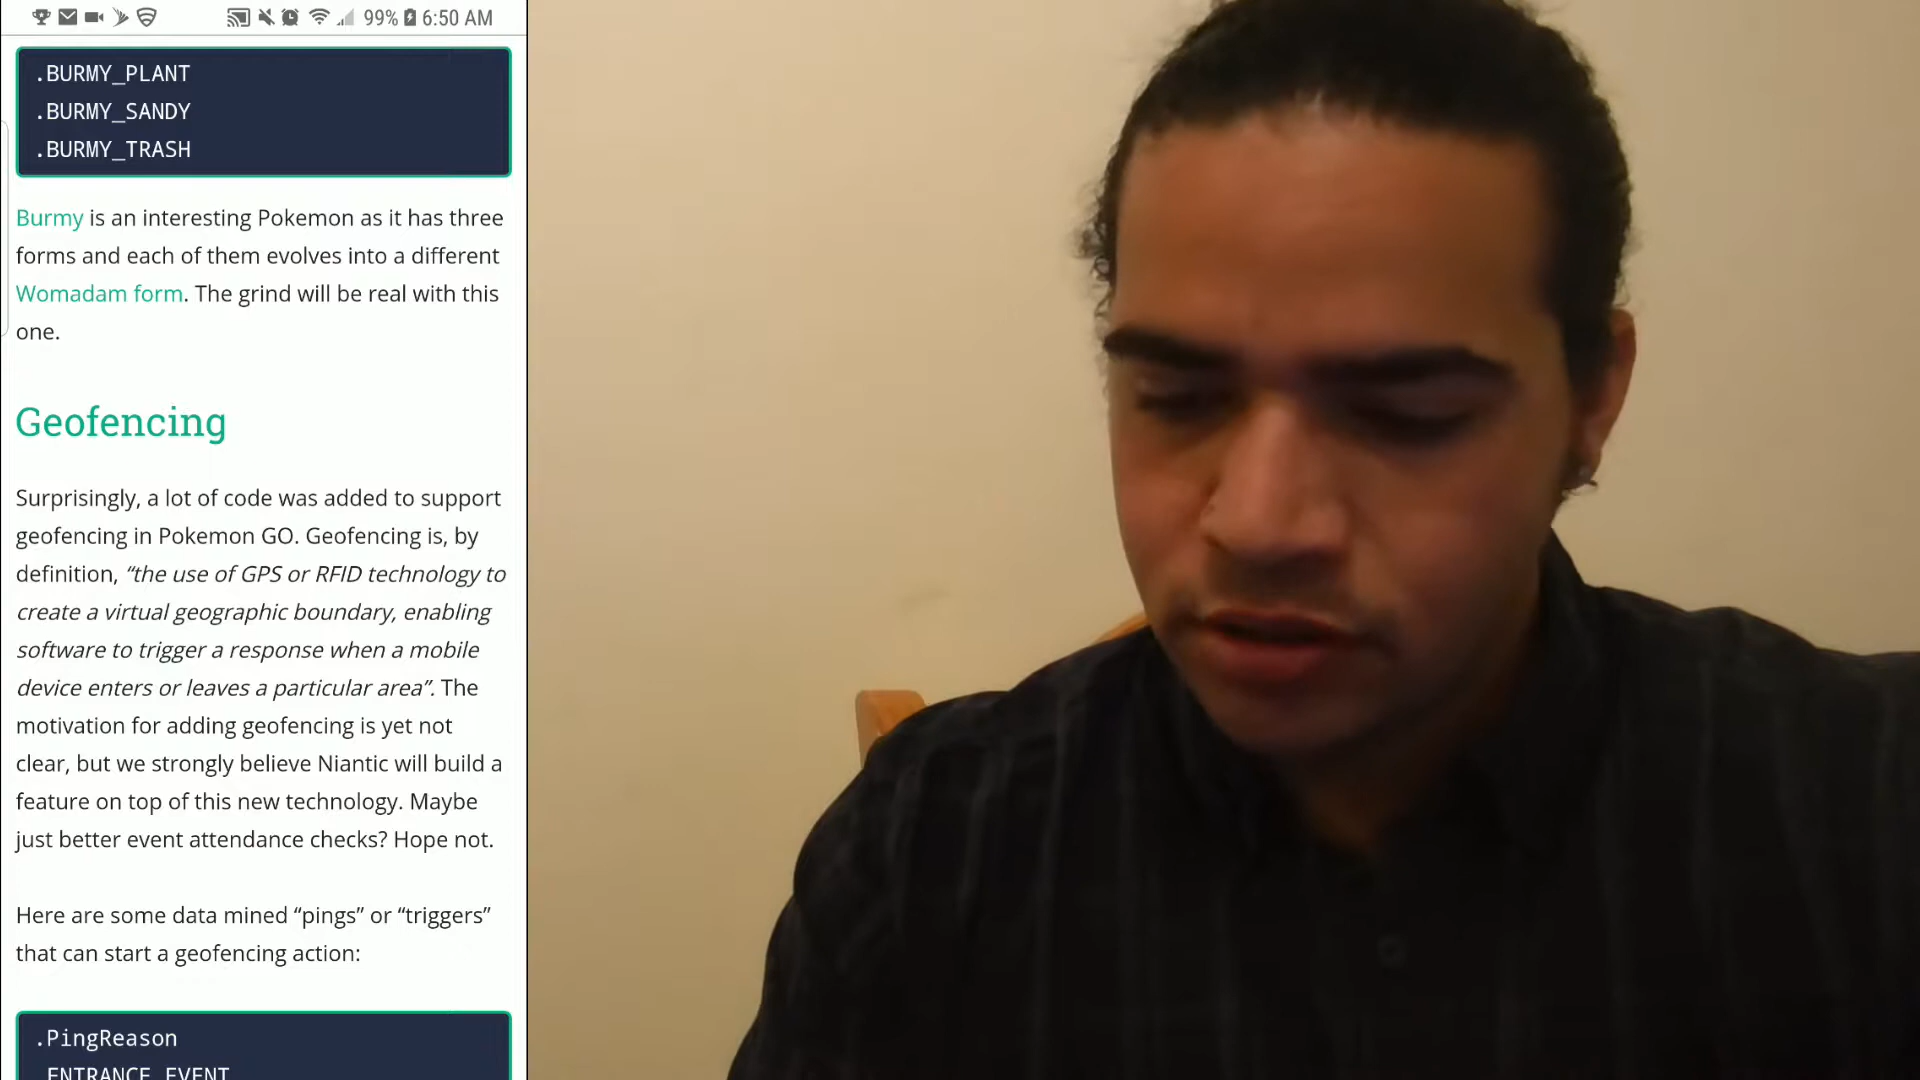 99% 6:50 AM
.BURMY_PLANT
.BURMY_SANDY
.BURMY_TRASH
Burmy is an interesting Pokemon as it has three
forms and each of them evolves into a different
Womadam form. The grind will be real with this
one.
Geofencing
Surprisingly, a lot of code was added to support
geofencing in Pokemon GO. Geofencing is, by
definition, “the use of GPS or RFID technology to
create a virtual geographic boundary, enabling
software to trigger a response when a mobile
device enters or leaves a particular area”. The
motivation for adding geofencing is yet not
clear, but we strongly believe Niantic will build a
feature on top of this new technology. Maybe
just better event attendance checks? Hope not.
Here are some data mined “pings” or “triggers”
that can start a geofencing action:
.PingReason
ENTRANCE_EVENT